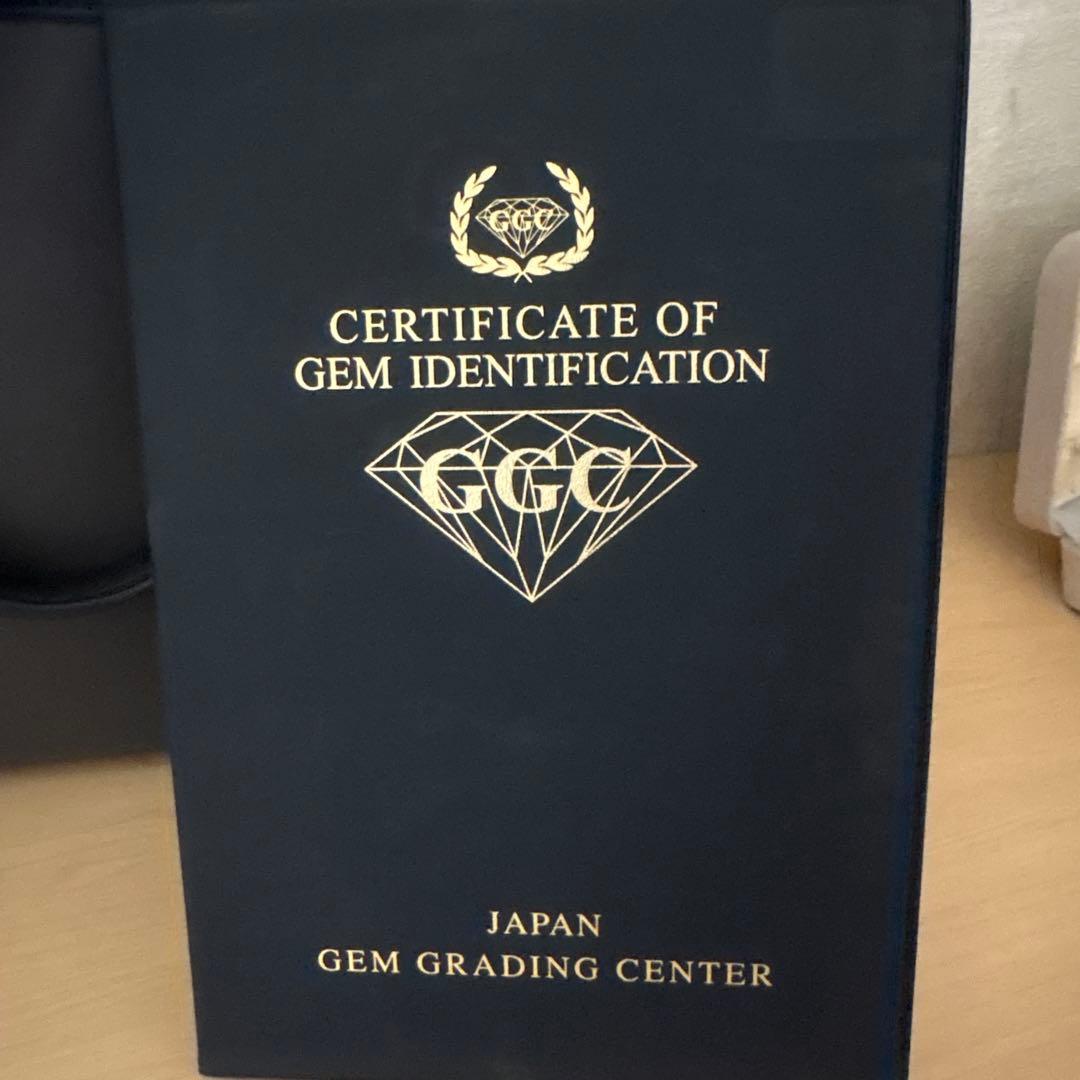 GGC
CERTIFICATE OF
GEM IDENTIFICATION
GGC
JAPAN
GEM GRADING CENTER